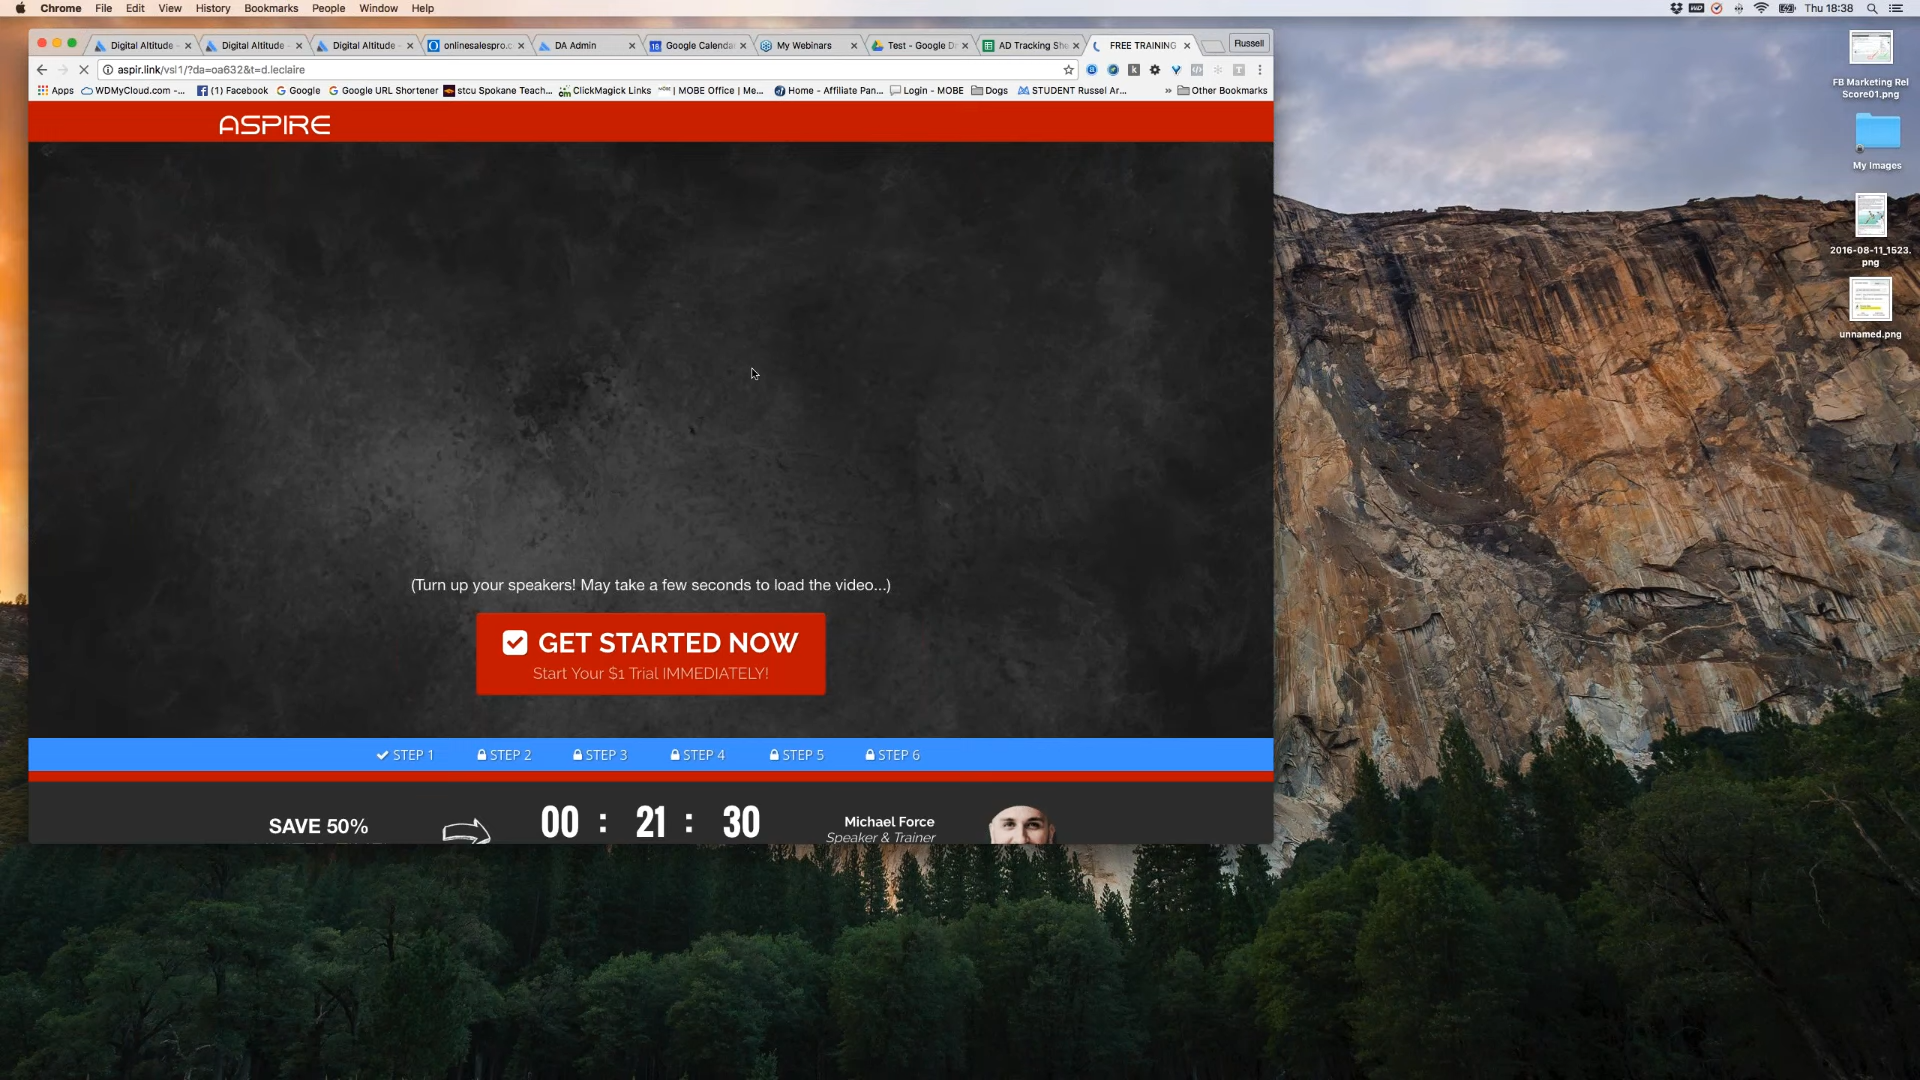 Chrome File Edit View History Bookmarks People Window Help Thu 18:38
Digital Altitude - Digital Altitude - Digital Altitude - onlinesalespro.c DA Admin Google Calenda My Webinars Test - Google D AD Tracking She FREE TRAINING Russell
aspir.link/vsl1/?da=oa632&t=d.leclaire
Apps WDMyCloud.com -... (1) Facebook Google Google URL Shortener stcu Spokane Teach... ClickMagick Links | MOBE Office | Me... Home - Affiliate Pan... Login - MOBE Dogs STUDENT Russel Ar... » Other Bookmarks
ASPIRE
(Turn up your speakers! May take a few seconds to load the video...)
GET STARTED NOW
Start Your $1 Trial IMMEDIATELY!
STEP 1 STEP 2 STEP 3 STEP 4 STEP 5 STEP 6
SAVE 50%
00 : 21 : 30
Michael Force
Speaker & Trainer
FB Marketing Rel
Score01.png
My Images
2016-08-11_1523.
png
unnamed.png